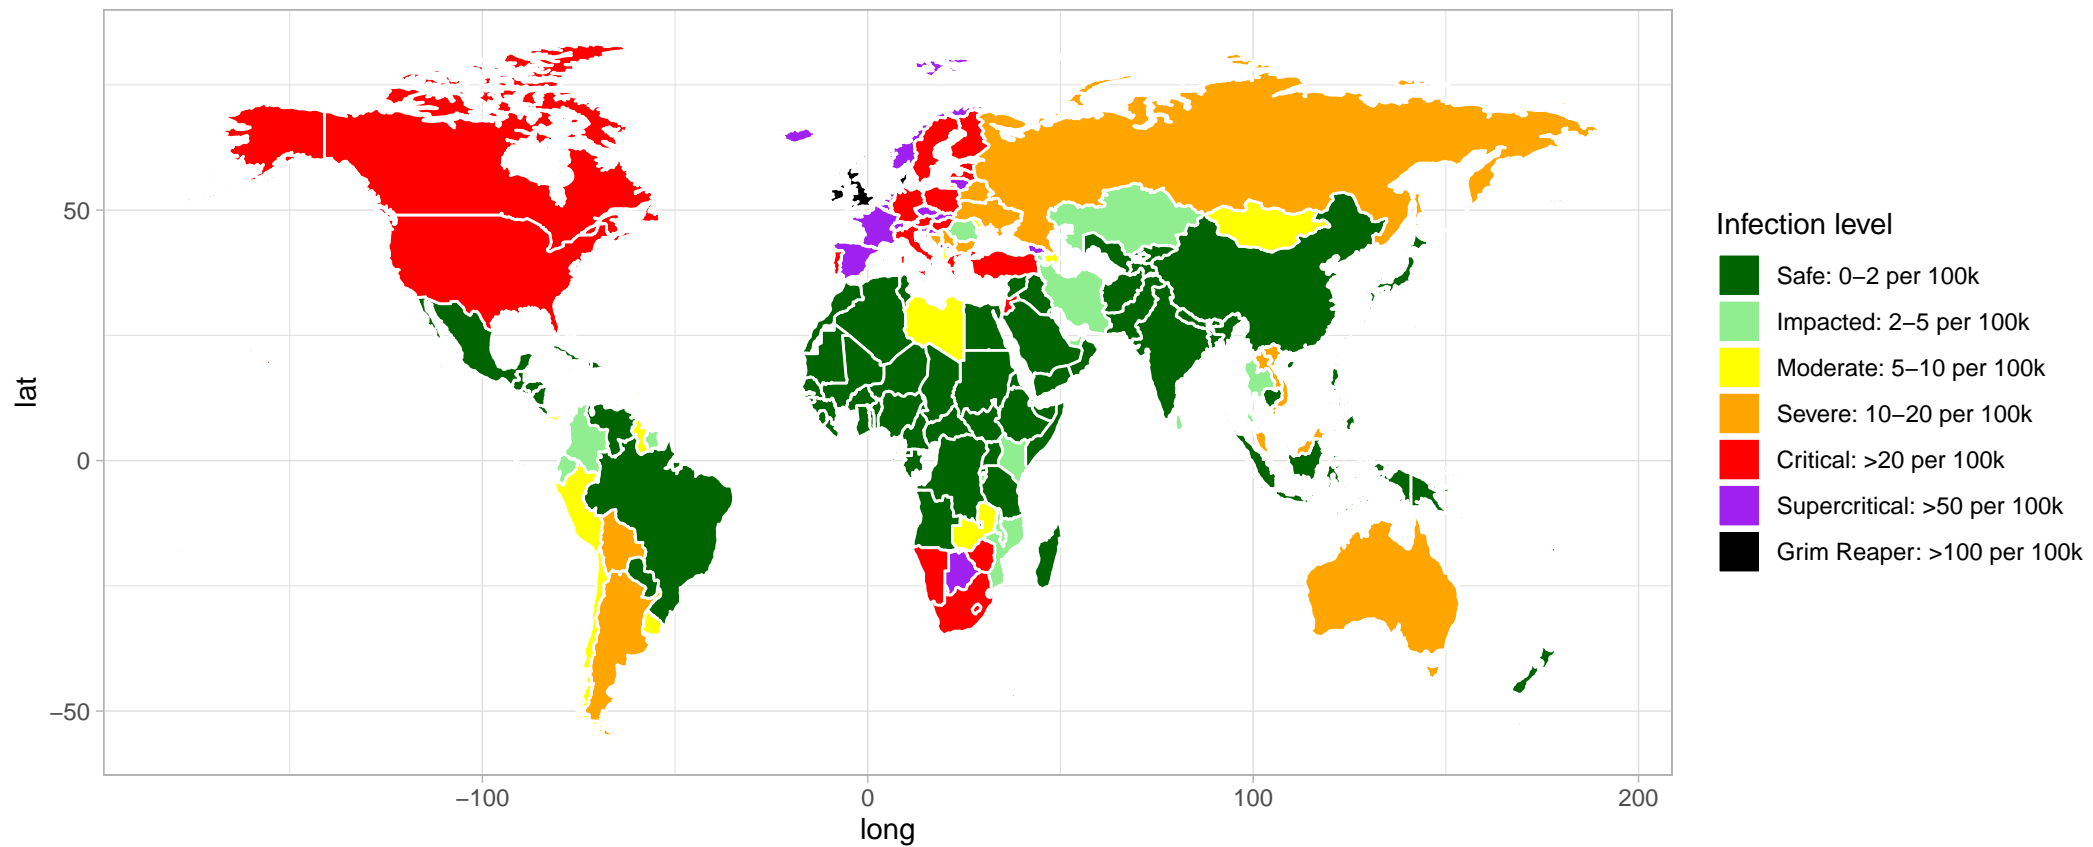 50
0
−50
lat
−100
0
100
200
long
Infection level
Safe: 0−2 per 100k
Impacted: 2−5 per 100k
Moderate: 5−10 per 100k
Severe: 10−20 per 100k
Critical: >20 per 100k
Supercritical: >50 per 100k
Grim Reaper: >100 per 100k